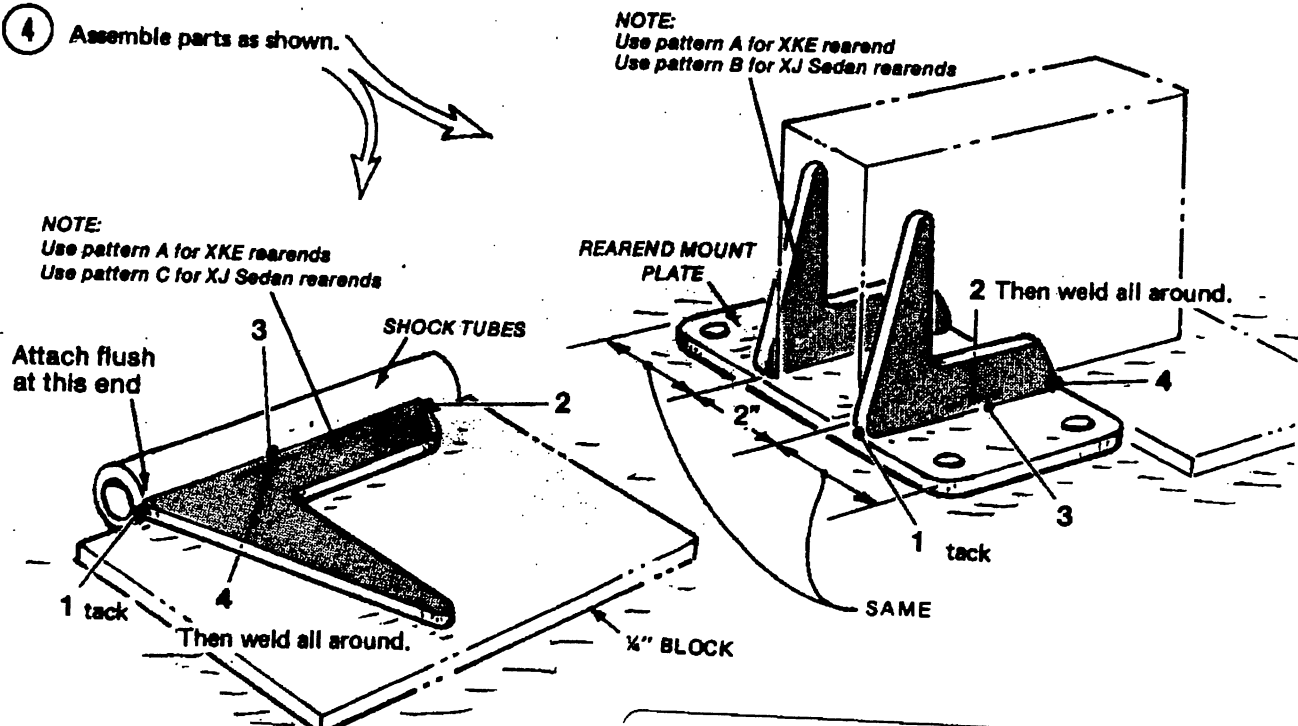 4 Assemble parts as shown.
NOTE:
Use pattern A for XKE rearend
Use pattern B for XJ Sedan rearends
NOTE:
Use pattern A for XKE rearends
Use pattern C for XJ Sedan rearends
REAREND MOUNT
PLATE
2 Then weld all around.
3
SHOCK TUBES
Attach flush
at this end
2
4
2"
3
1 tack
1 tack
4
SAME
Then weld all around.
¼" BLOCK